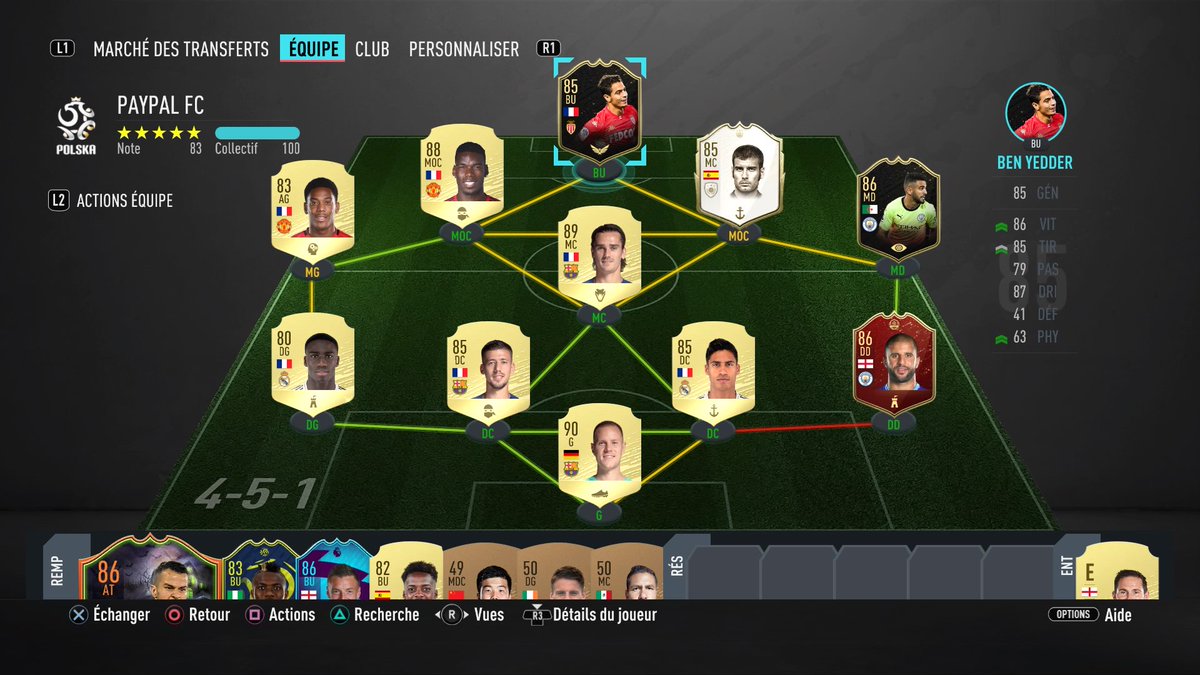 L1 MARCHÉ DES TRANSFERTS ÉQUIPE CLUB PERSONNALISER R1
POLSKA
PAYPAL FC
Note 83 Collectif 100
L2 ACTIONS ÉQUIPE
85
BU
BU
88
MOC
MOC
85
MC
MOC
83
AG
MG
89
MC
MC
86
MD
MD
80
DG
DG
85
DC
DC
85
DC
DC
86
DD
DD
90
G
G
4-5-1
BU
BEN YEDDER
85 GÉN
86 VIT
85 TIR
79 PAS
87 DRI
41 DÉF
63 PHY
REMP
86
AT
83
BU
86
BU
82
BU
49
MDC
50
DG
50
MC
RÉS
ENT
E
Échanger Retour Actions Recherche R Vues R3 Détails du joueur OPTIONS Aide